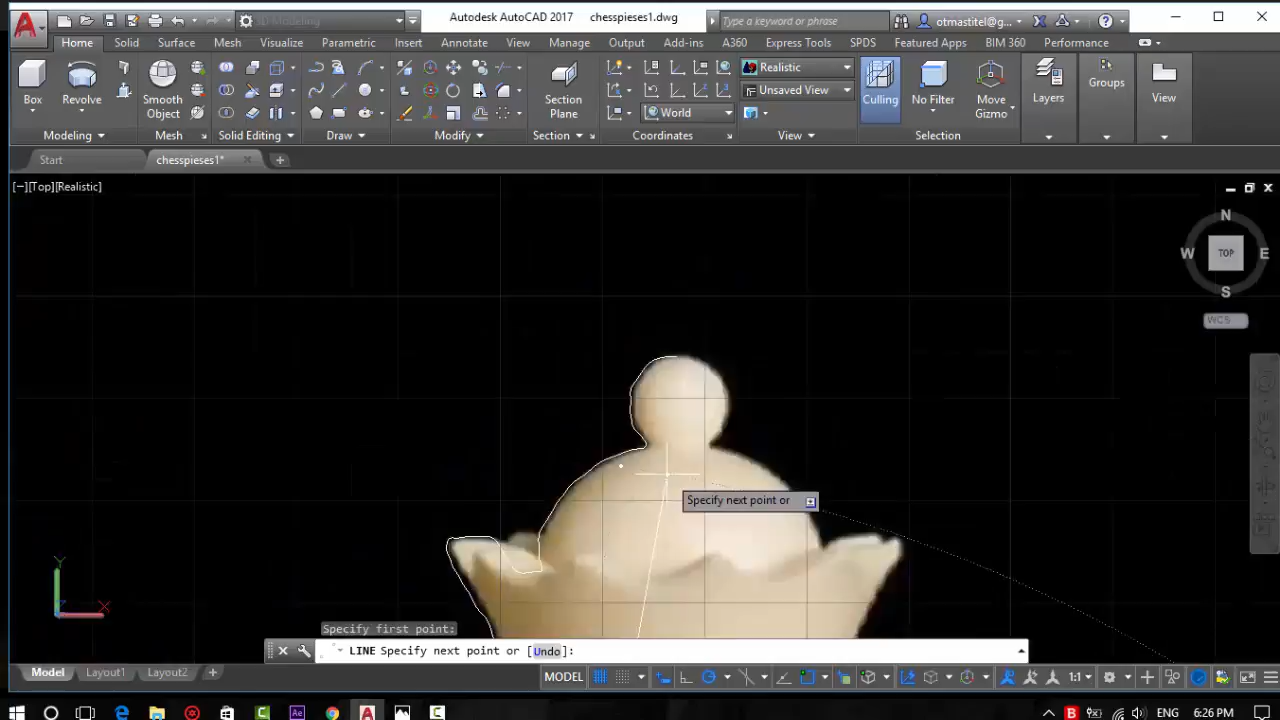 3D Modeling
Autodesk AutoCAD 2017 chesspieses1.dwg
Type a keyword or phrase
otmastitel@g...
Home Solid Surface Mesh Visualize Parametric Insert Annotate View Manage Output Add-ins A360 Express Tools SPDS Featured Apps BIM 360 Performance
Box
Revolve
Smooth
Object
Section
Plane
Realistic
Unsaved View
World
Culling
No Filter
Move
Gizmo
Layers
Groups
View
Modeling
Mesh
Solid Editing
Draw
Modify
Section
Coordinates
View
Selection
Start
chesspieses1*
[−][Top][Realistic]
N
W
TOP
E
S
WCS
Specify next point or
Y
X
Specify first point:
LINE Specify next point or [Undo]:
Model Layout1 Layout2
MODEL
1:1
ENG 6:26 PM